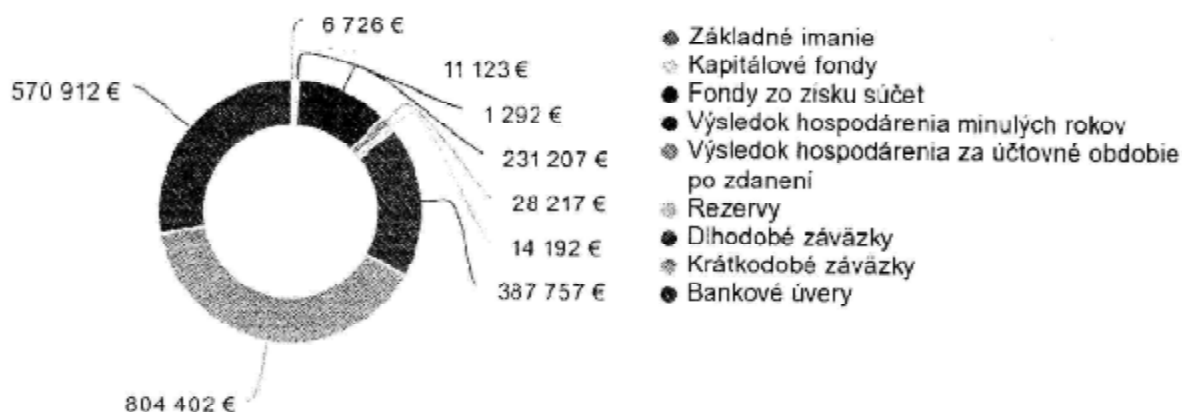 6 726 €
11 123 €
1 292 €
231 207 €
28 217 €
14 192 €
387 757 €
804 402 €
570 912 €
Základné imanie
Kapitálové fondy
Fondy zo zisku súčet
Výsledok hospodárenia minulých rokov
Výsledok hospodárenia za účtovné obdobie
po zdanení
Rezervy
Dlhodobé záväzky
Krátkodobé záväzky
Bankové úvery